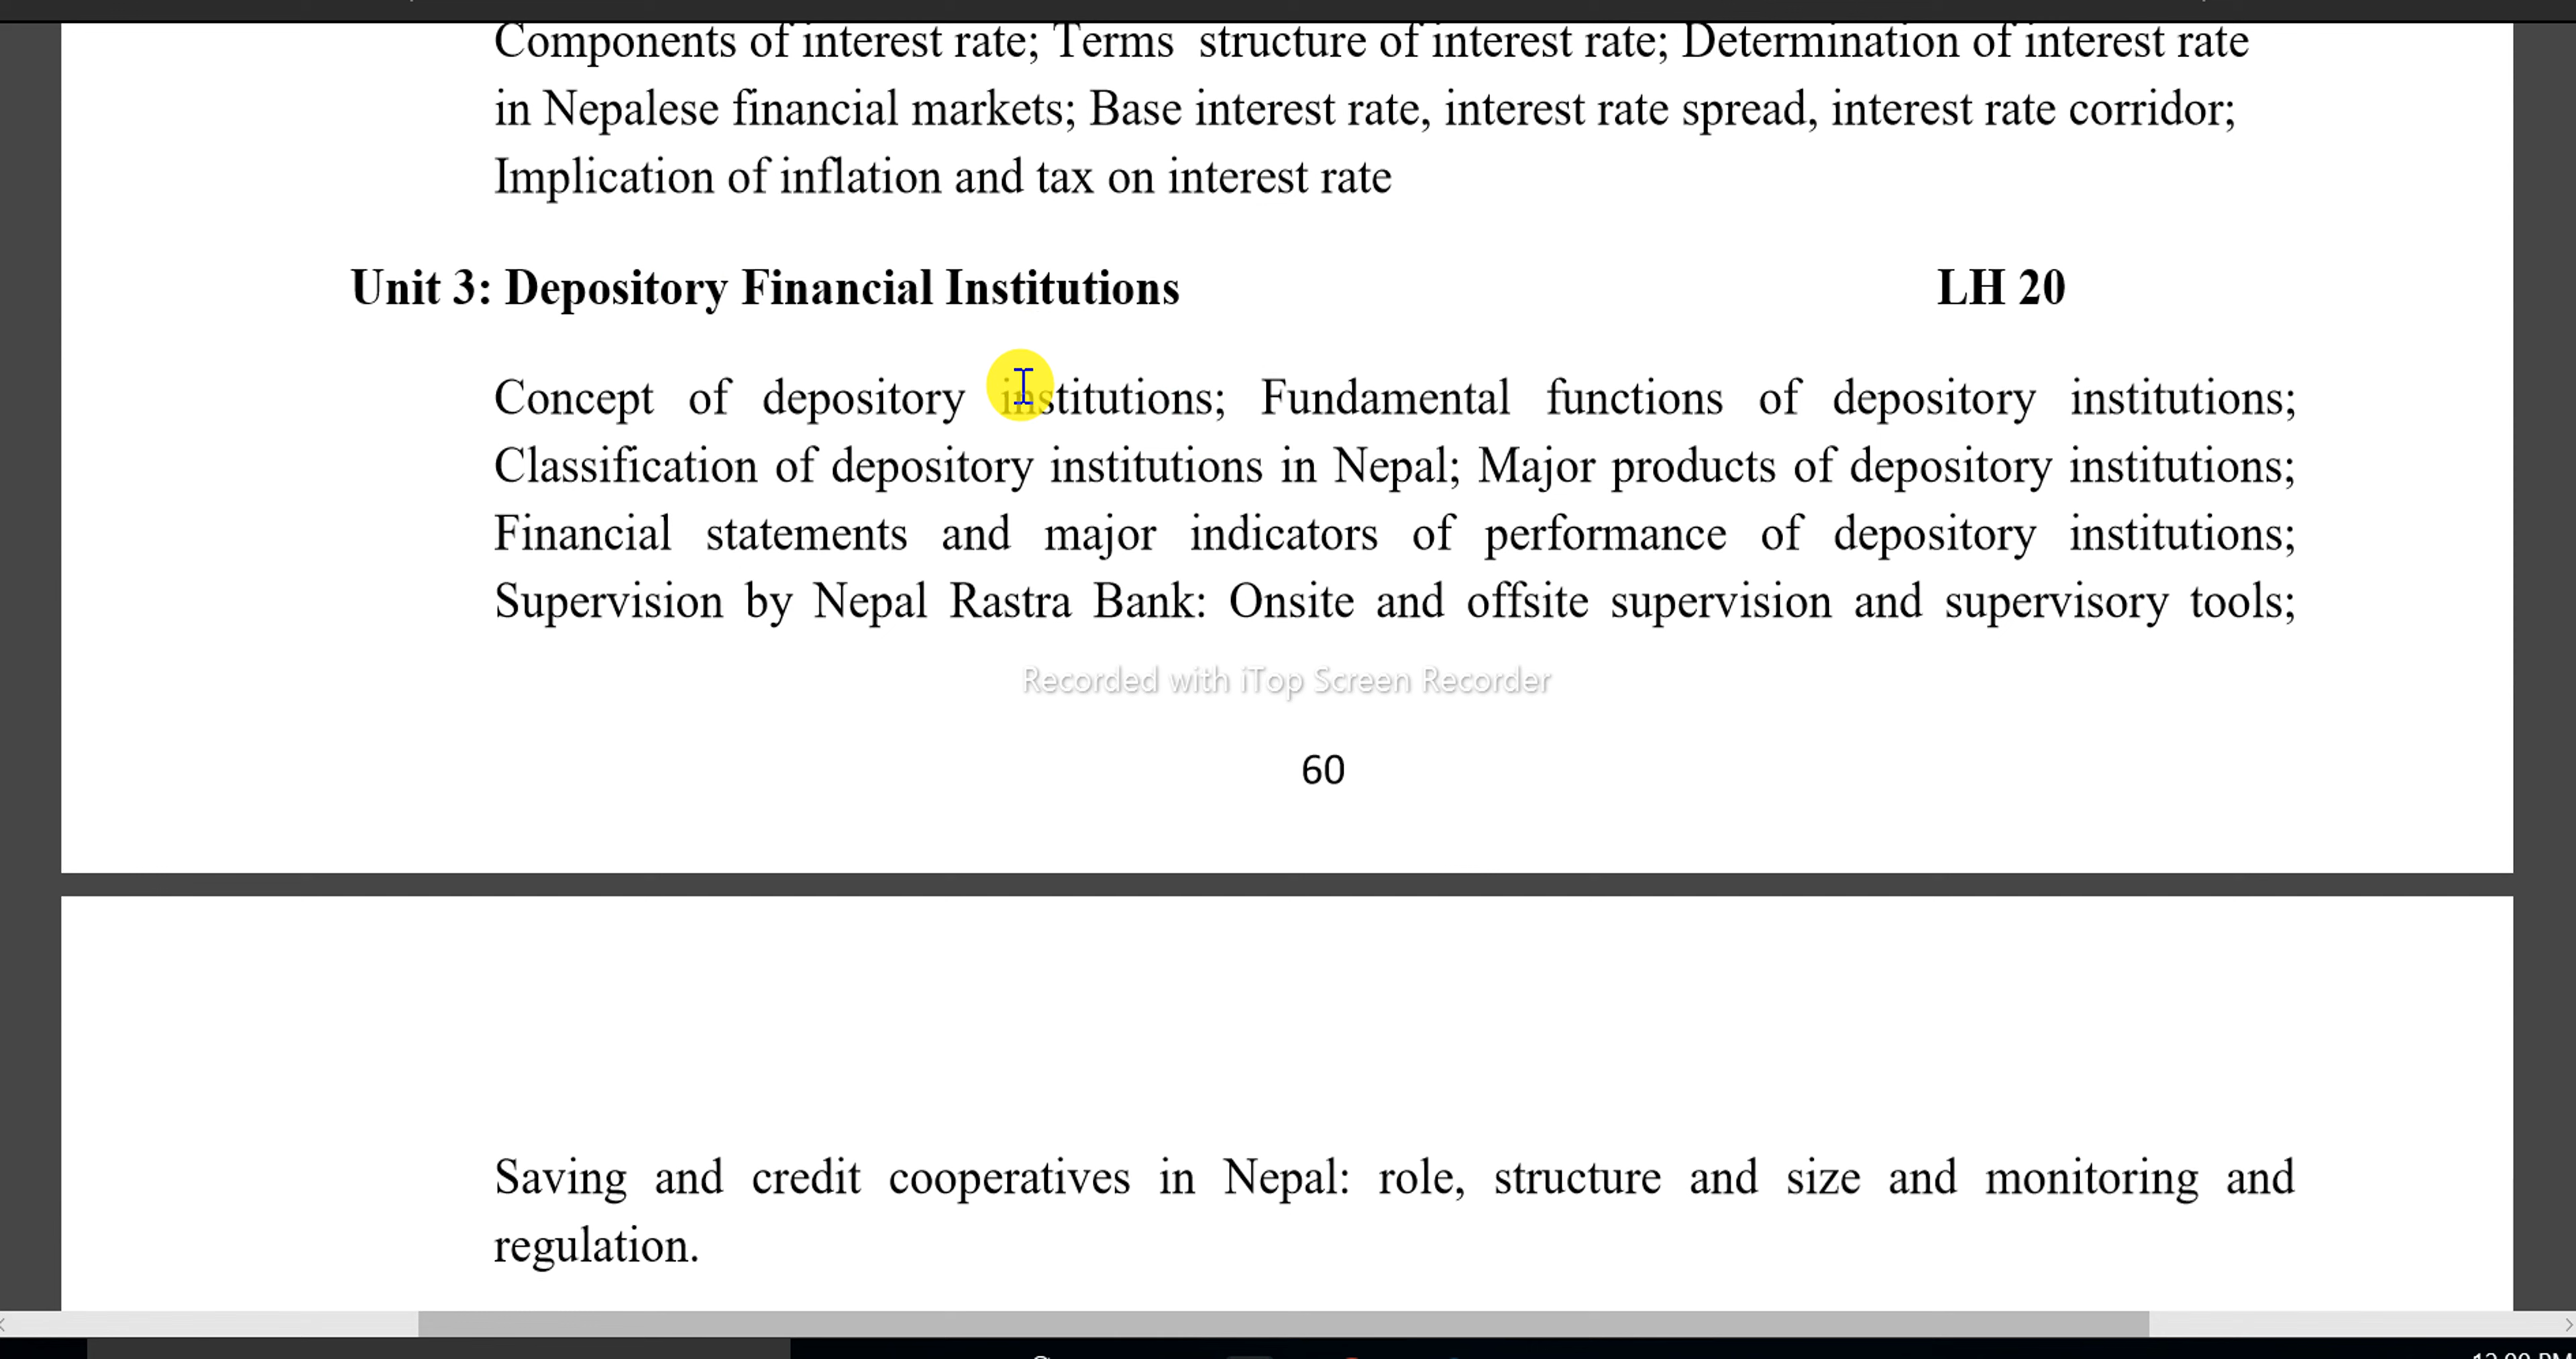 Components of interest rate; Terms structure of interest rate; Determination of interest rate
in Nepalese financial markets; Base interest rate, interest rate spread, interest rate corridor;
Implication of inflation and tax on interest rate
Unit 3: Depository Financial Institutions LH 20
Concept of depository institutions; Fundamental functions of depository institutions;
Classification of depository institutions in Nepal; Major products of depository institutions;
Financial statements and major indicators of performance of depository institutions;
Supervision by Nepal Rastra Bank: Onsite and offsite supervision and supervisory tools;
Recorded with iTop Screen Recorder
60
Saving and credit cooperatives in Nepal: role, structure and size and monitoring and
regulation.